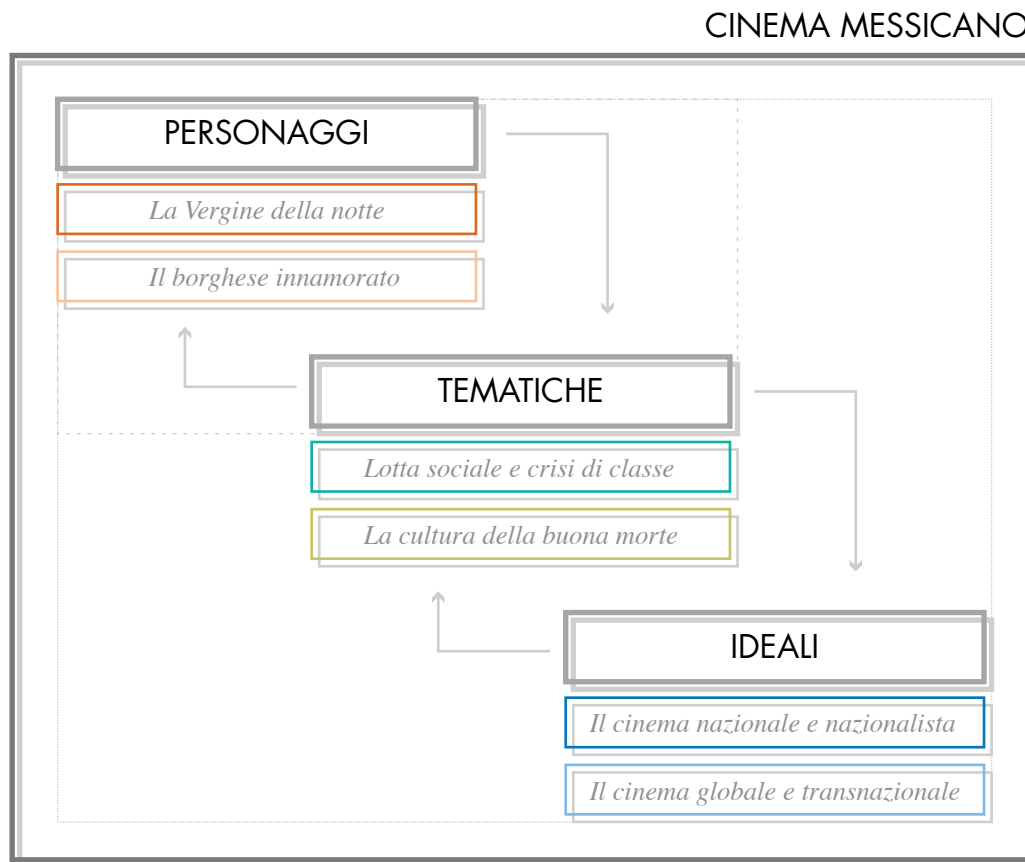 CINEMA MESSICANO
PERSONAGGI
La Vergine della notte
Il borghese innamorato
TEMATICHE
Lotta sociale e crisi di classe
La cultura della buona morte
IDEALI
Il cinema nazionale e nazionalista
Il cinema globale e transnazionale